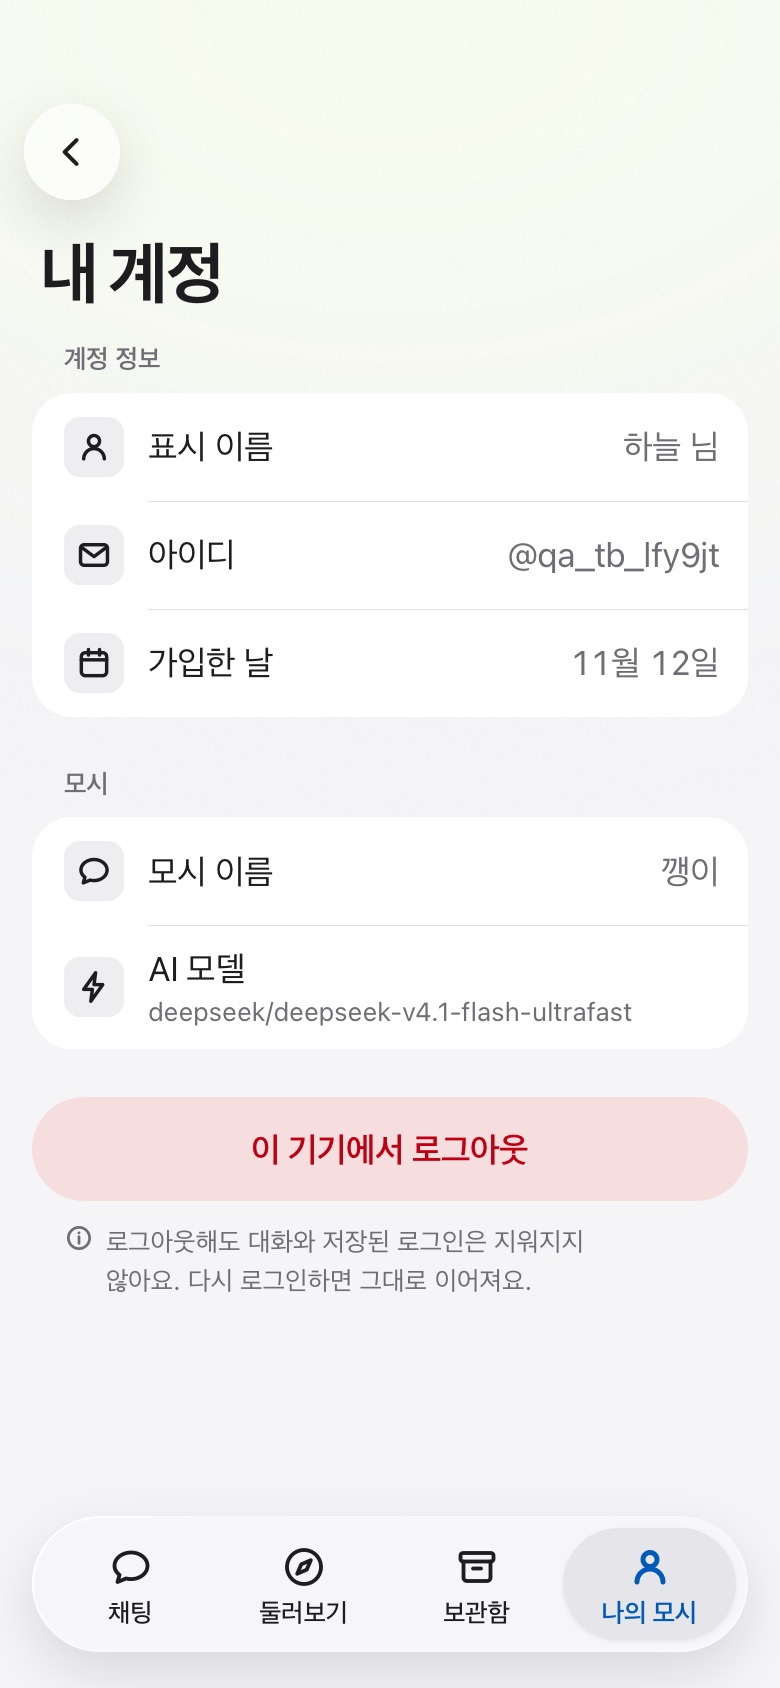 내 계정
계정 정보
표시 이름 하늘 님
아이디 @qa_tb_lfy9jt
가입한 날 11월 12일
모시
모시 이름 깽이
AI 모델
deepseek/deepseek-v4.1-flash-ultrafast
이 기기에서 로그아웃
로그아웃해도 대화와 저장된 로그인은 지워지지
않아요. 다시 로그인하면 그대로 이어져요.
채팅 둘러보기 보관함 나의 모시